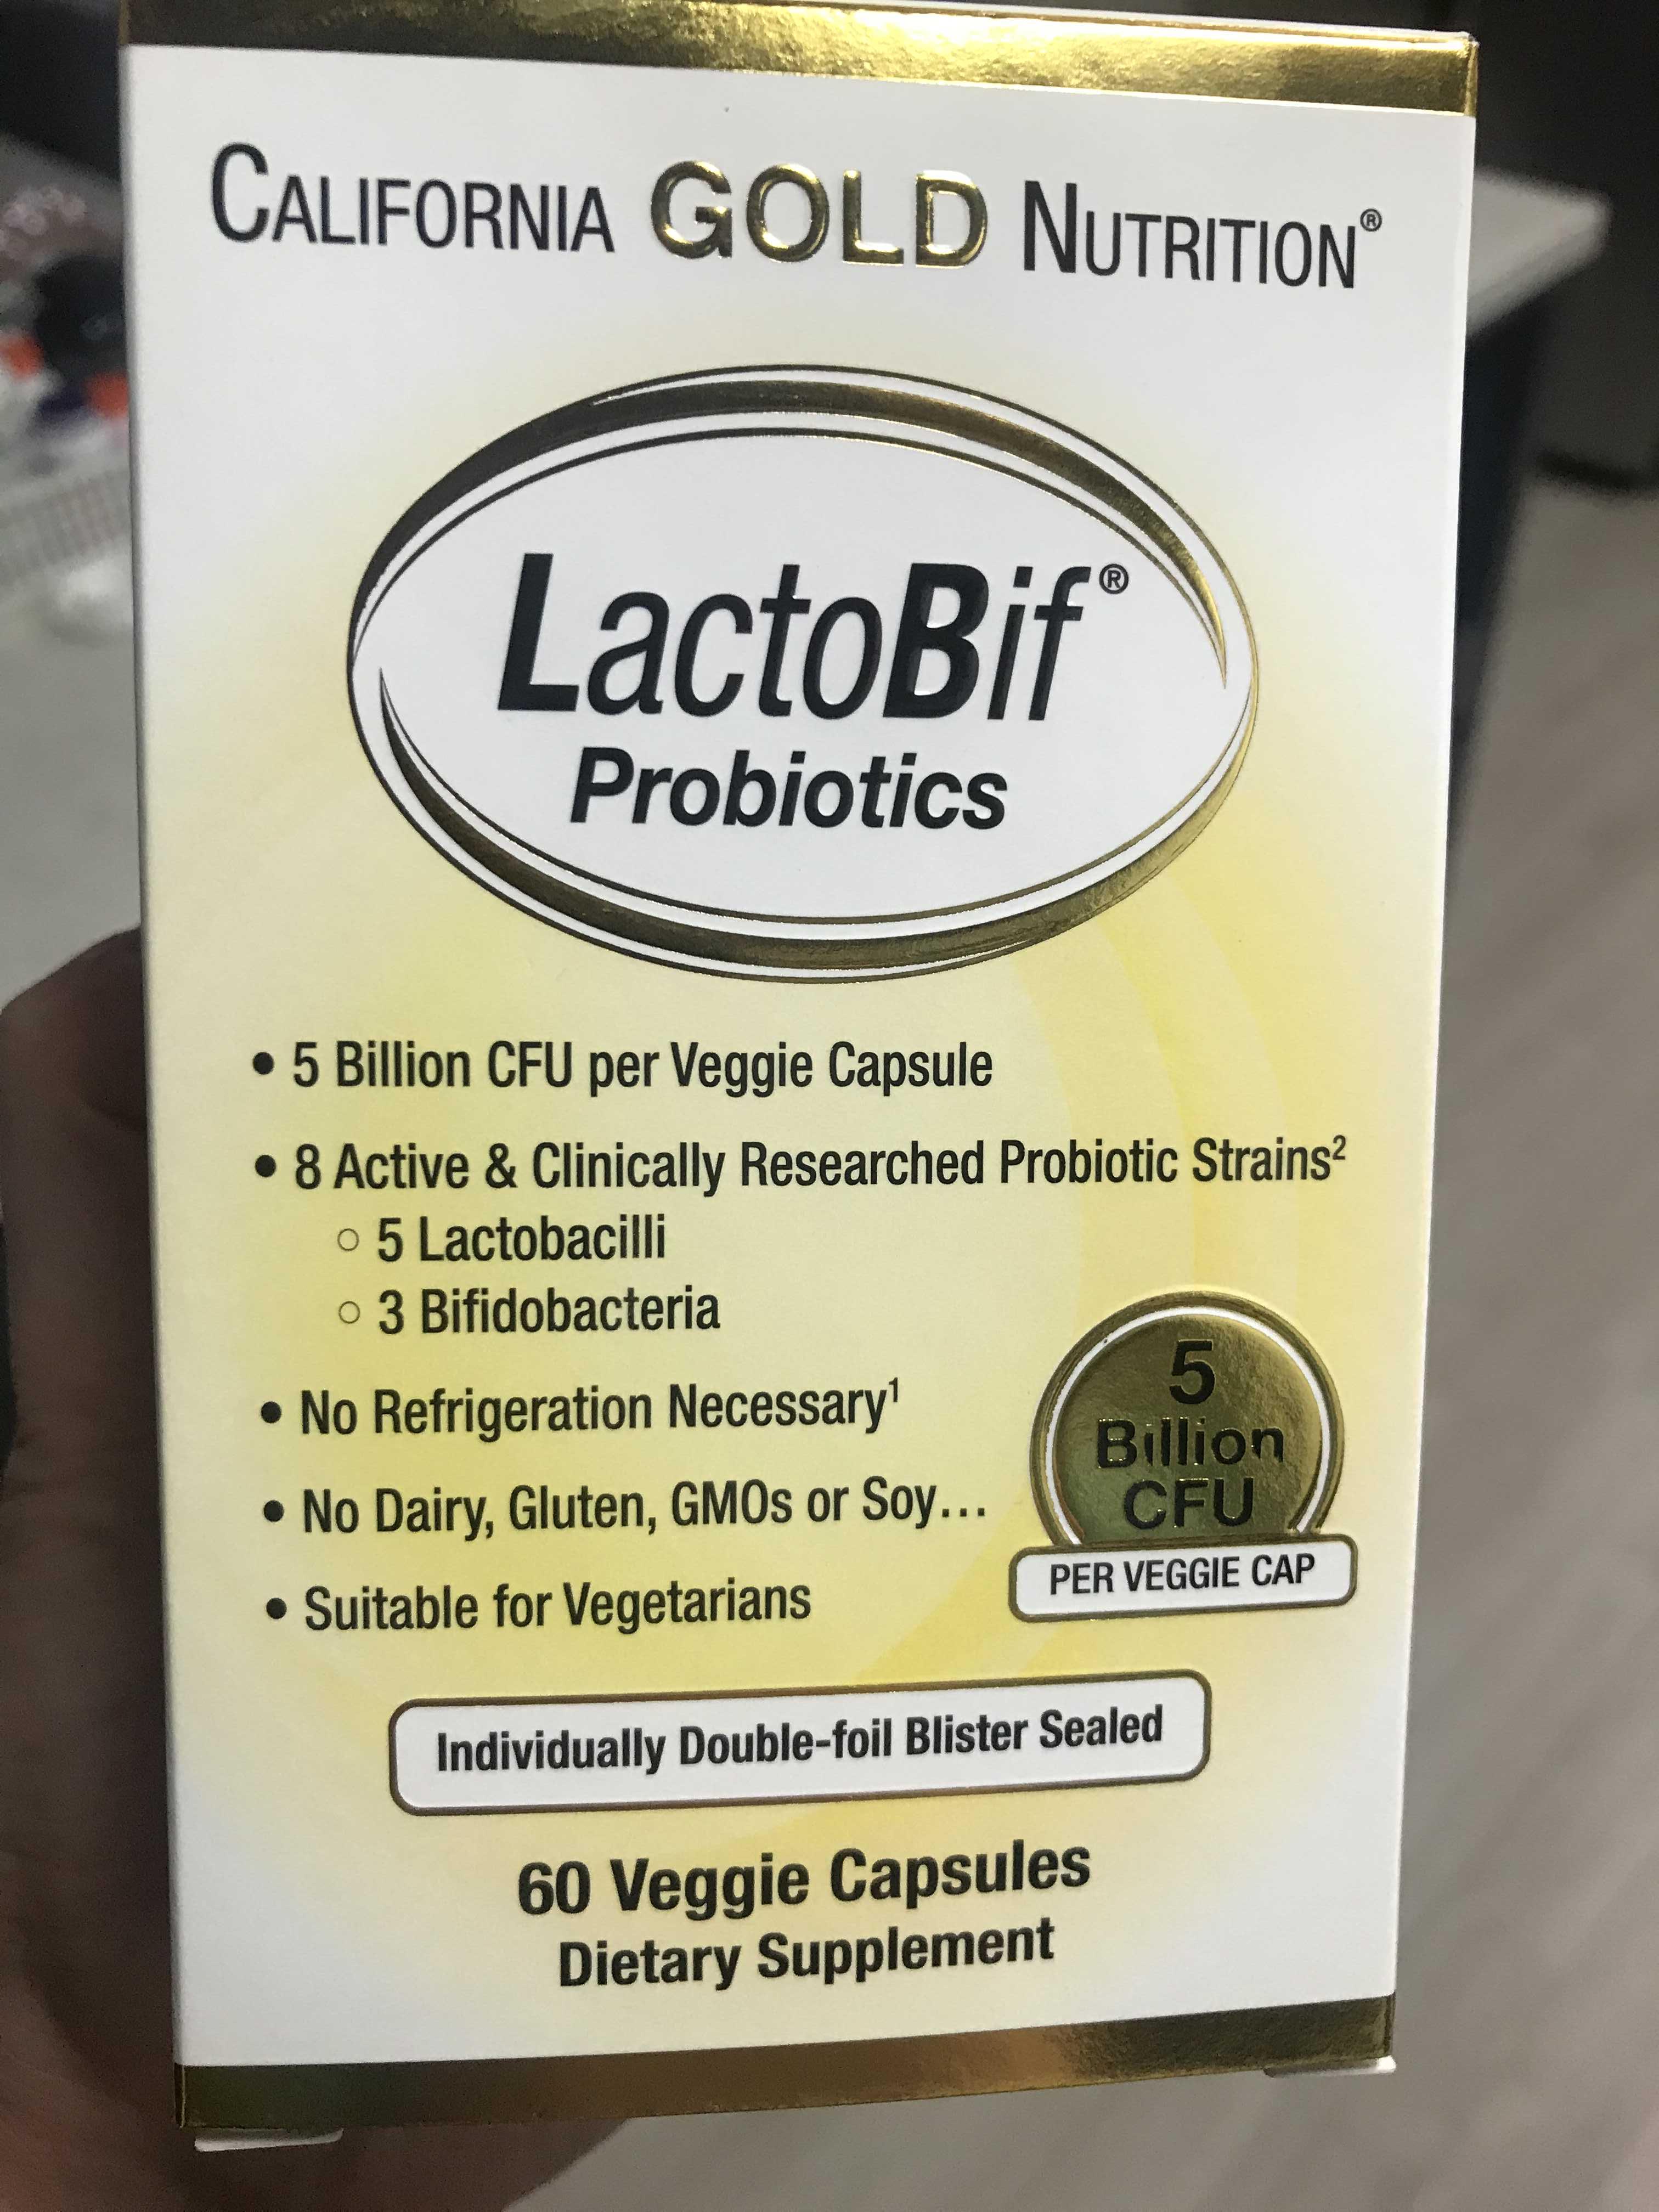 CALIFORNIA GOLD NUTRITION®
LactoBif®
Probiotics
• 5 Billion CFU per Veggie Capsule
• 8 Active & Clinically Researched Probiotic Strains²
○ 5 Lactobacilli
○ 3 Bifidobacteria
• No Refrigeration Necessary¹
• No Dairy, Gluten, GMOs or Soy...
• Suitable for Vegetarians
5
Billion
CFU
PER VEGGIE CAP
Individually Double-foil Blister Sealed
60 Veggie Capsules
Dietary Supplement